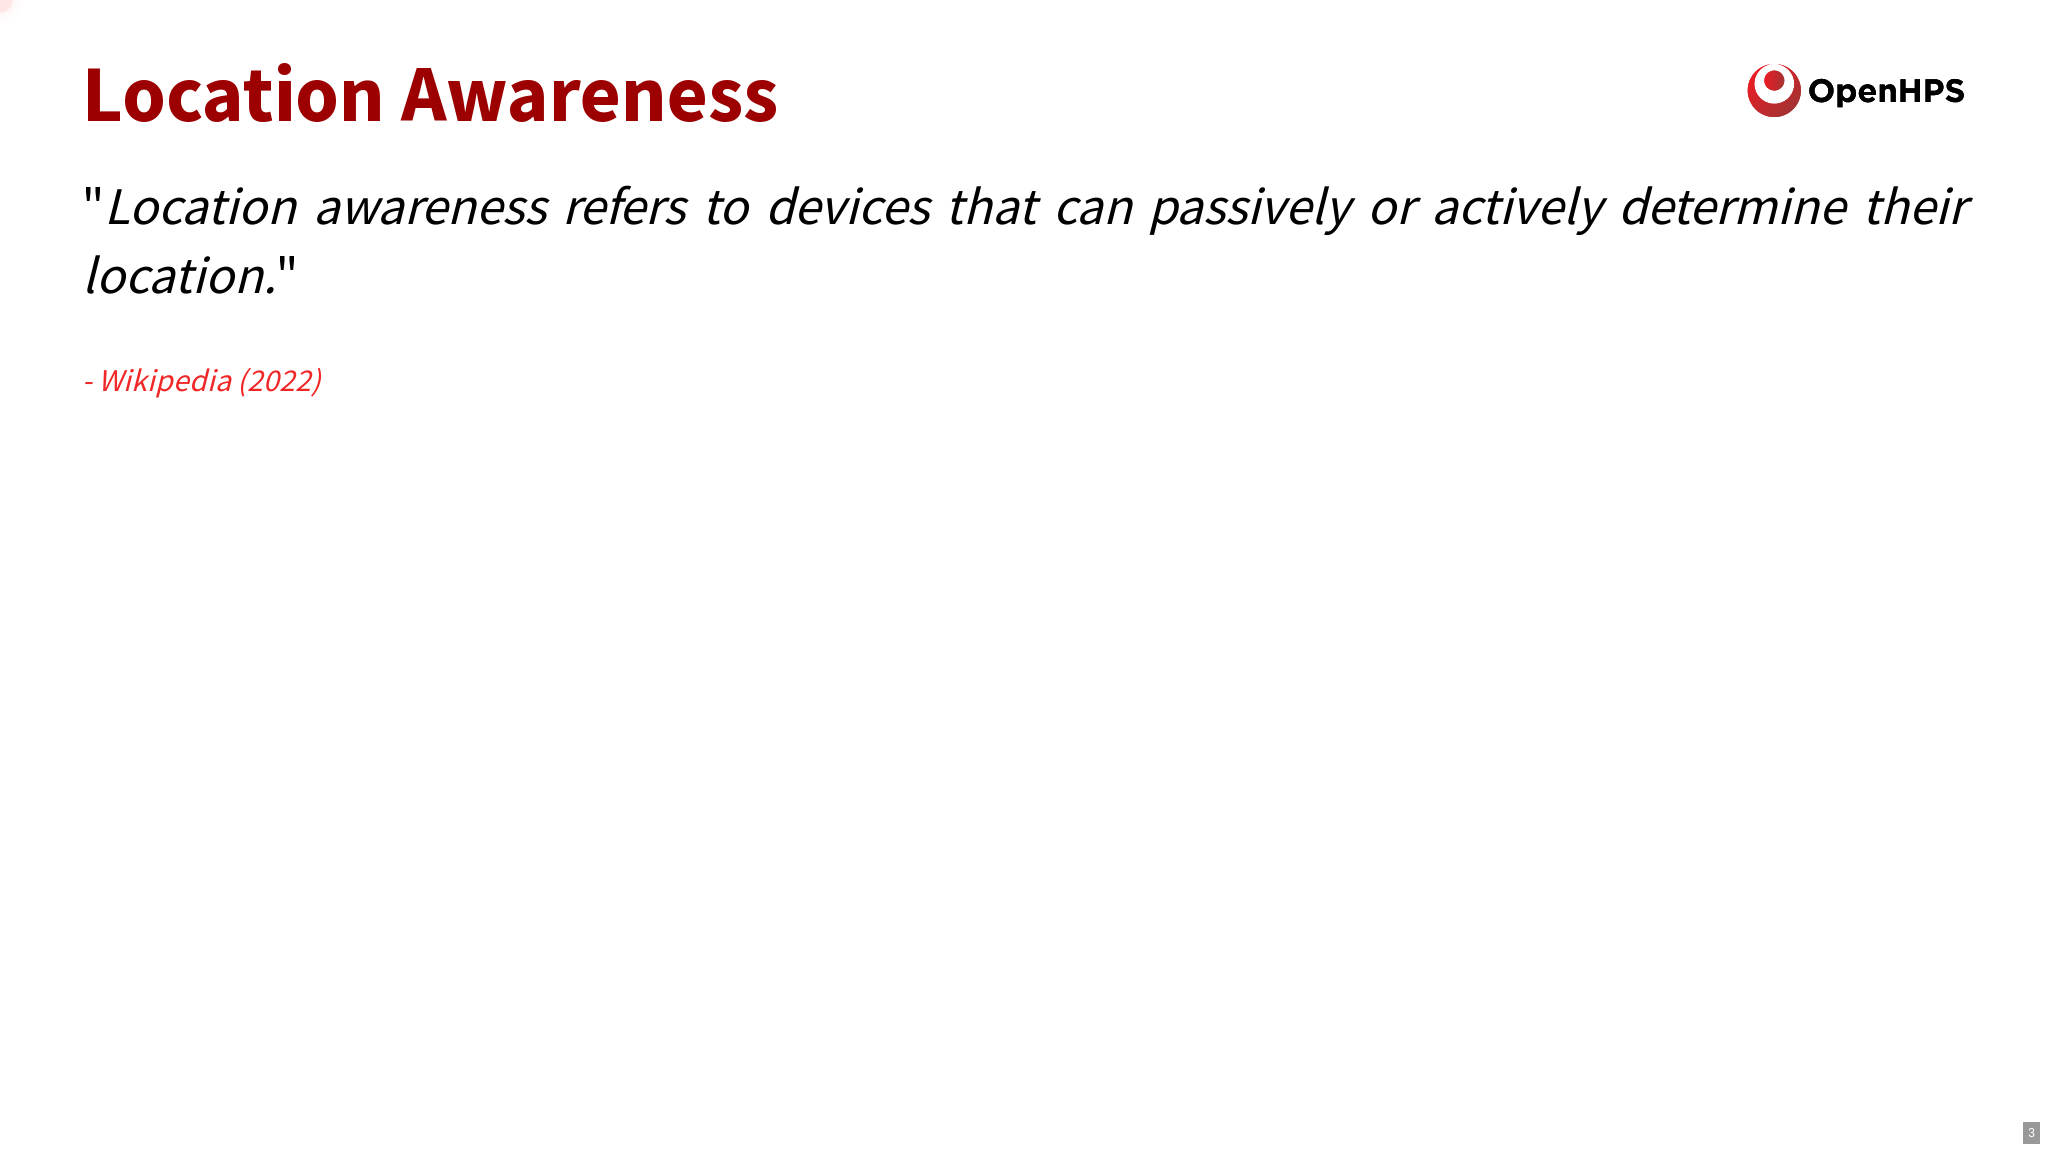 Location Awareness
OpenHPS
"Location awareness refers to devices that can passively or actively determine their
location."
- Wikipedia (2022)
3